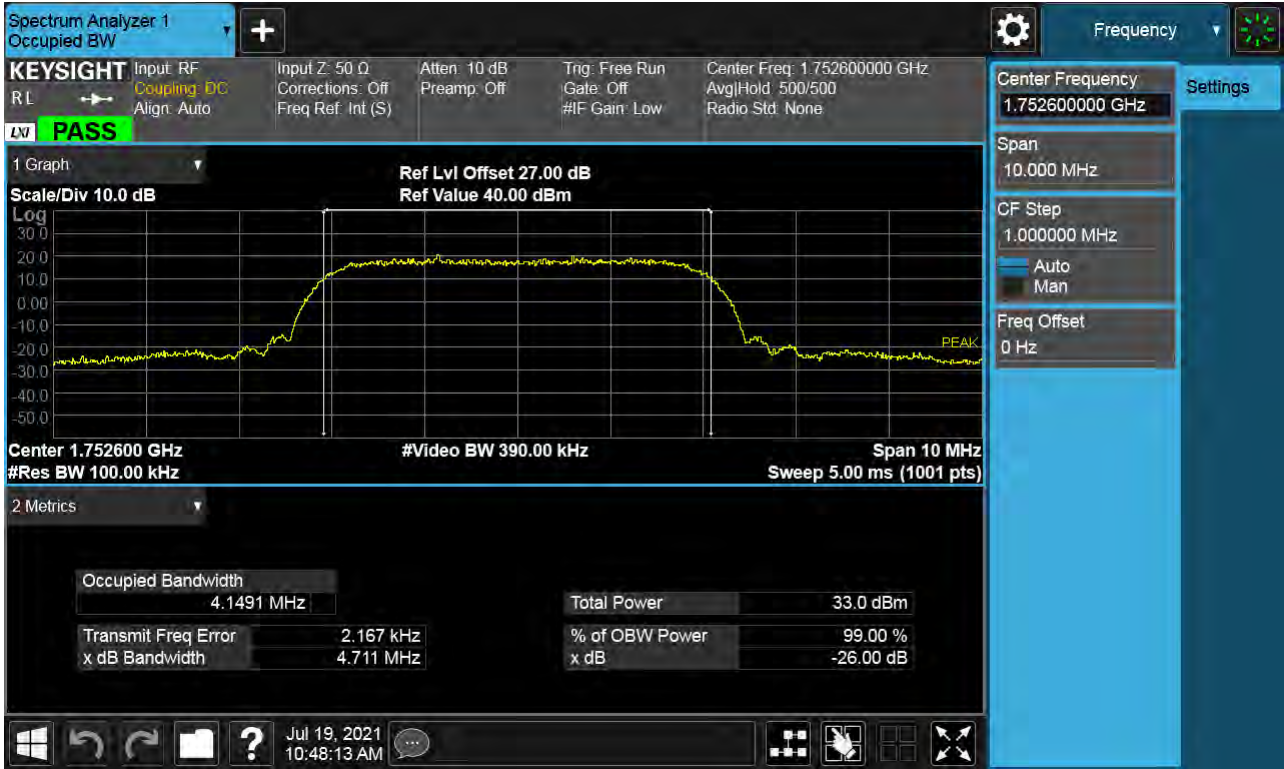 Spectrum Analyzer 1
Occupied BW
+
Frequency
KEYSIGHT
RL
LXI PASS
Input: RF
Coupling: DC
Align: Auto
Input Z: 50 Ω
Corrections: Off
Freq Ref: Int (S)
Atten: 10 dB
Preamp: Off
Trig: Free Run
Gate: Off
#IF Gain: Low
Center Freq: 1.752600000 GHz
Avg|Hold: 500/500
Radio Std: None
Center Frequency
1.752600000 GHz
Settings
Span
10.000 MHz
CF Step
1.000000 MHz
Auto
Man
Freq Offset
0 Hz
1 Graph
Scale/Div 10.0 dB
Ref Lvl Offset 27.00 dB
Ref Value 40.00 dBm
Log
30.0
20.0
10.0
0.00
-10.0
-20.0
-30.0
-40.0
-50.0
PEAK
Center 1.752600 GHz
#Video BW 390.00 kHz
Span 10 MHz
#Res BW 100.00 kHz
Sweep 5.00 ms (1001 pts)
2 Metrics
Occupied Bandwidth
4.1491 MHz
Total Power 33.0 dBm
Transmit Freq Error 2.167 kHz
% of OBW Power 99.00 %
x dB Bandwidth 4.711 MHz
x dB -26.00 dB
?
Jul 19, 2021
10:48:13 AM